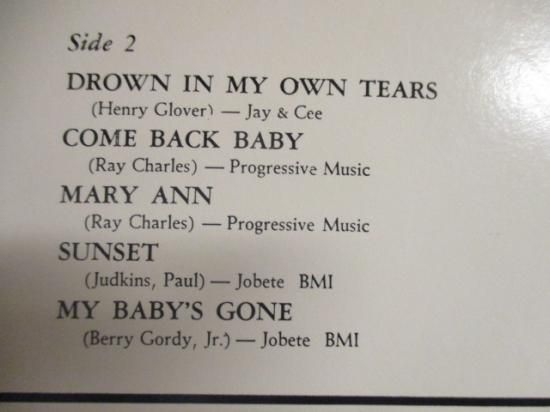 Side 2
DROWN IN MY OWN TEARS
(Henry Glover) — Jay & Cee
COME BACK BABY
(Ray Charles) — Progressive Music
MARY ANN
(Ray Charles) — Progressive Music
SUNSET
(Judkins, Paul) — Jobete BMI
MY BABY'S GONE
(Berry Gordy, Jr.) — Jobete BMI